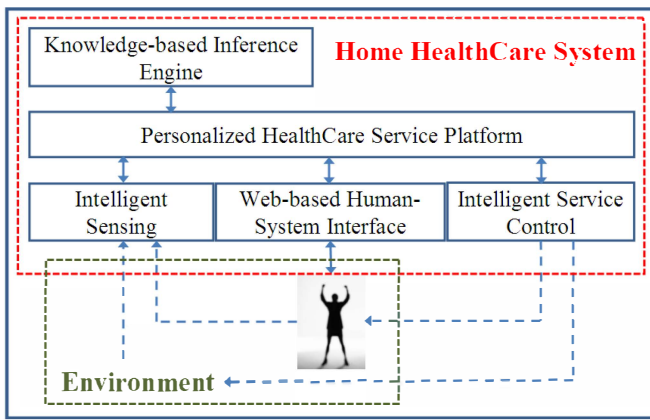 Knowledge-based Inference
Engine
Home HealthCare System
Personalized HealthCare Service Platform
Intelligent
Sensing
Web-based Human-
System Interface
Intelligent Service
Control
Environment